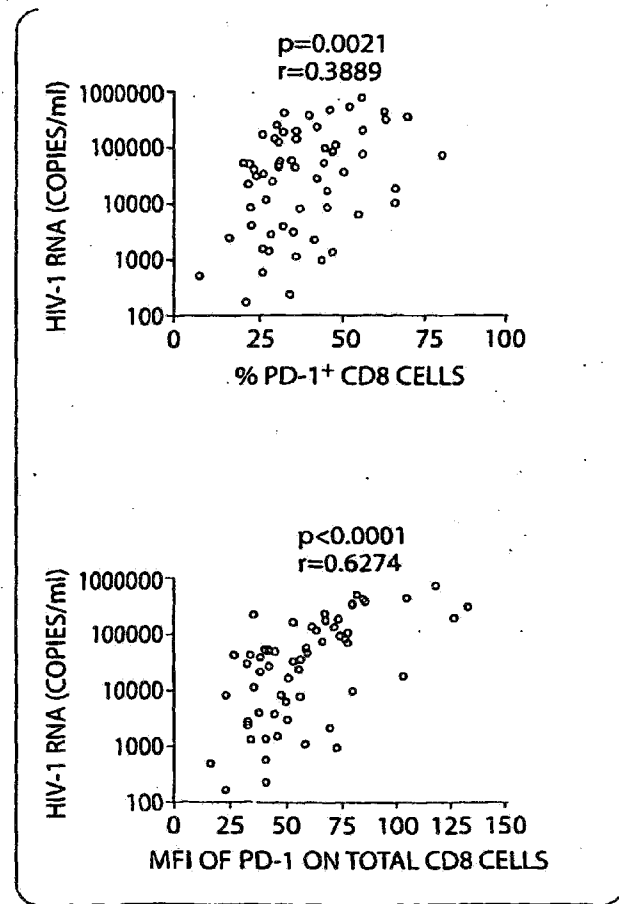 p=0.0021
r=0.3889
HIV-1 RNA (COPIES/ml)
1000000
100000
10000
1000
100
0 25 50 75 100
% PD-1+ CD8 CELLS
p<0.0001
r=0.6274
HIV-1 RNA (COPIES/ml)
1000000
100000
10000
1000
100
0 25 50 75 100 125 150
MFI OF PD-1 ON TOTAL CD8 CELLS